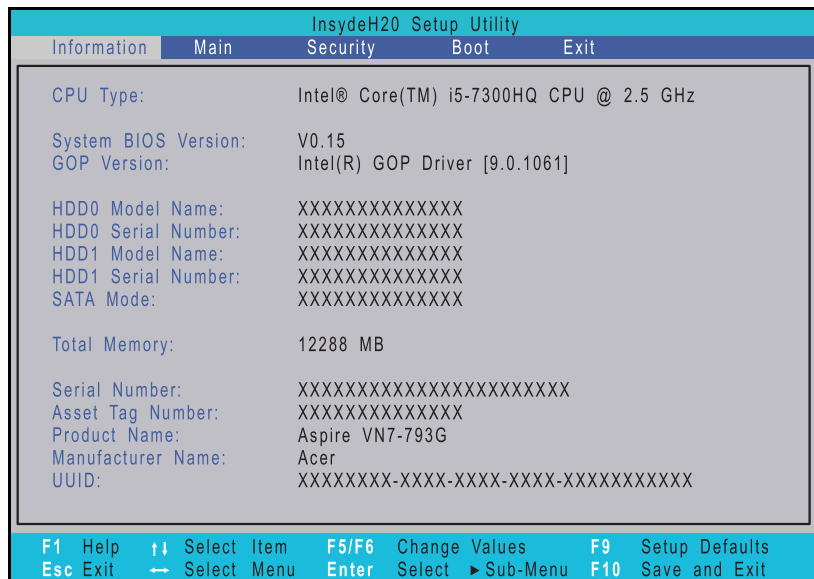 InsydeH20 Setup Utility
Information Main Security Boot Exit
CPU Type: Intel® Core(TM) i5-7300HQ CPU @ 2.5 GHz
System BIOS Version: V0.15
GOP Version: Intel(R) GOP Driver [9.0.1061]
HDD0 Model Name: XXXXXXXXXXXXXX
HDD0 Serial Number: XXXXXXXXXXXXXX
HDD1 Model Name: XXXXXXXXXXXXXX
HDD1 Serial Number: XXXXXXXXXXXXXX
SATA Mode: XXXXXXXXXXXXXX
Total Memory: 12288 MB
Serial Number: XXXXXXXXXXXXXXXXXXXXXXX
Asset Tag Number: XXXXXXXXXXXXXX
Product Name: Aspire VN7-793G
Manufacturer Name: Acer
UUID: XXXXXXXX-XXXX-XXXX-XXXX-XXXXXXXXXXX
F1 Help ↑↓ Select Item F5/F6 Change Values F9 Setup Defaults
Esc Exit ↔ Select Menu Enter Select ►Sub-Menu F10 Save and Exit